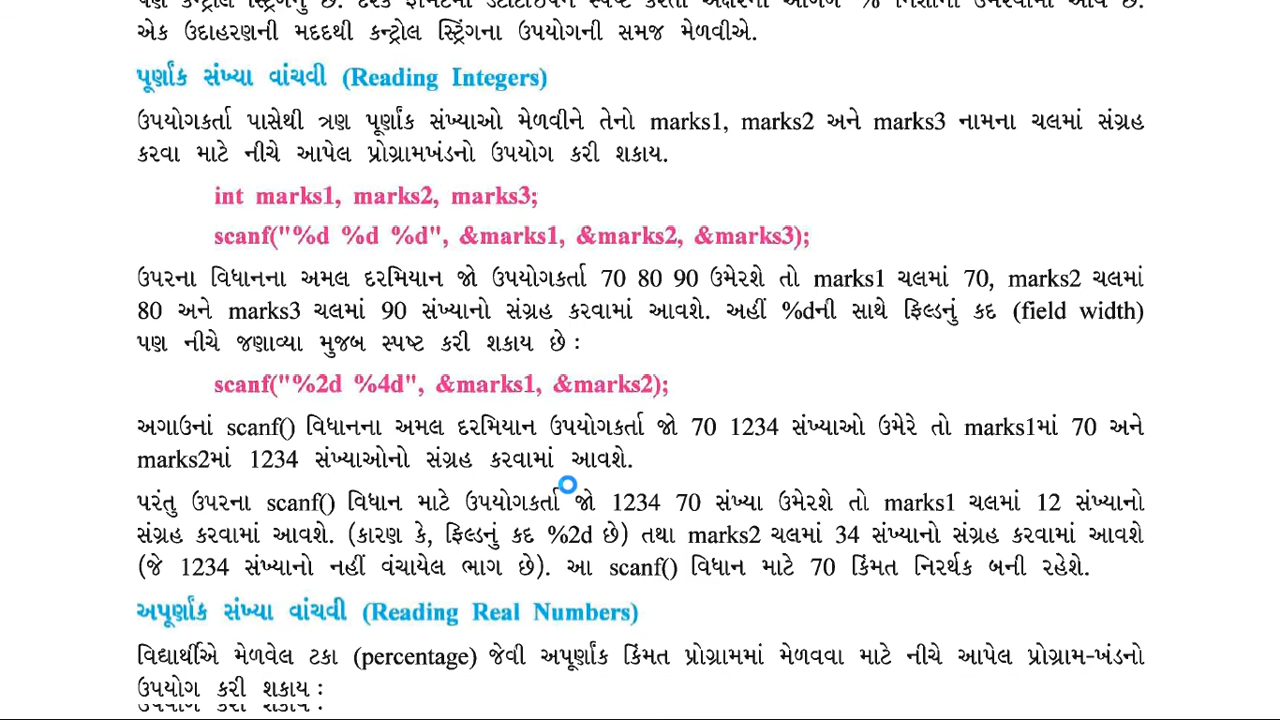 એક ઉદાહરણની મદદથી કન્ટ્રોલ સ્ટ્રિંગના ઉપયોગની સમજ મેળવીએ.
પૂર્ણાંક સંખ્યા વાંચવી (Reading Integers)
ઉપયોગકર્તા પાસેથી ત્રણ પૂર્ણાંક સંખ્યાઓ મેળવીને તેનો marks1, marks2 અને marks3 નામના ચલમાં સંગ્રહ
કરવા માટે નીચે આપેલ પ્રોગ્રામખંડનો ઉપયોગ કરી શકાય.
int marks1, marks2, marks3;
scanf("%d %d %d", &marks1, &marks2, &marks3);
ઉપરના વિધાનના અમલ દરમિયાન જો ઉપયોગકર્તા 70 80 90 ઉમેરશે તો marks1 ચલમાં 70, marks2 ચલમાં
80 અને marks3 ચલમાં 90 સંખ્યાનો સંગ્રહ કરવામાં આવશે. અહીં %dની સાથે ફિલ્ડનું કદ (field width)
પણ નીચે જણાવ્યા મુજબ સ્પષ્ટ કરી શકાય છે :
scanf("%2d %4d", &marks1, &marks2);
અગાઉનાં scanf() વિધાનના અમલ દરમિયાન ઉપયોગકર્તા જો 70 1234 સંખ્યાઓ ઉમેરે તો marks1માં 70 અને
marks2માં 1234 સંખ્યાઓનો સંગ્રહ કરવામાં આવશે.
પરંતુ ઉપરના scanf() વિધાન માટે ઉપયોગકર્તા જો 1234 70 સંખ્યા ઉમેરશે તો marks1 ચલમાં 12 સંખ્યાનો
સંગ્રહ કરવામાં આવશે. (કારણ કે, ફિલ્ડનું કદ %2d છે) તથા marks2 ચલમાં 34 સંખ્યાનો સંગ્રહ કરવામાં આવશે
(જે 1234 સંખ્યાનો નહીં વંચાયેલ ભાગ છે). આ scanf() વિધાન માટે 70 કિંમત નિરર્થક બની રહેશે.
અપૂર્ણાંક સંખ્યા વાંચવી (Reading Real Numbers)
વિદ્યાર્થીએ મેળવેલ ટકા (percentage) જેવી અપૂર્ણાંક કિંમત પ્રોગ્રામમાં મેળવવા માટે નીચે આપેલ પ્રોગ્રામ-ખંડનો
ઉપયોગ કરી શકાય :